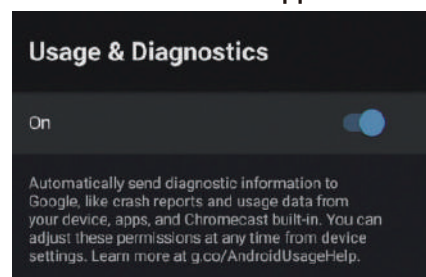 Usage & Diagnostics
On
Automatically send diagnostic information to
Google, like crash reports and usage data from
your device, apps, and Chromecast built-in. You can
adjust these permissions at any time from device
settings. Learn more at g.co/AndroidUsageHelp.